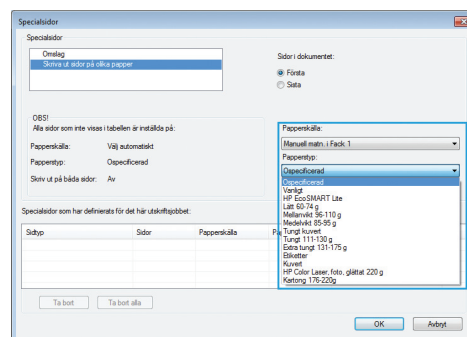 Specialsidor
Specialsidor
Omslag
Skriva ut sidor på olika papper
Sidor i dokumentet:
Första
Sista
OBS!
Alla sidor som inte visas i tabellen är inställda på:
Papperskälla: Välj automatiskt
Papperstyp: Ospecificerad
Skriv ut på båda sidor: Av
Papperskälla:
Manuell matn. i Fack 1
Papperstyp:
Ospecificerad
Ospecificerad
Vanligt
HP EcoSMART Lite
Lätt 60-74 g
Mellanvikt 96-110 g
Medelvikt 85-95 g
Tungt kuvert
Tungt 111-130 g
Extra tungt 131-175 g
Etiketter
Kuvert
HP Color Laser, foto, glättat 220 g
Kartong 176-220g
Specialsidor som har definierats för det här utskriftsjobbet:
Sidtyp Sidor Papperskälla
Ta bort Ta bort alla
OK Avbryt